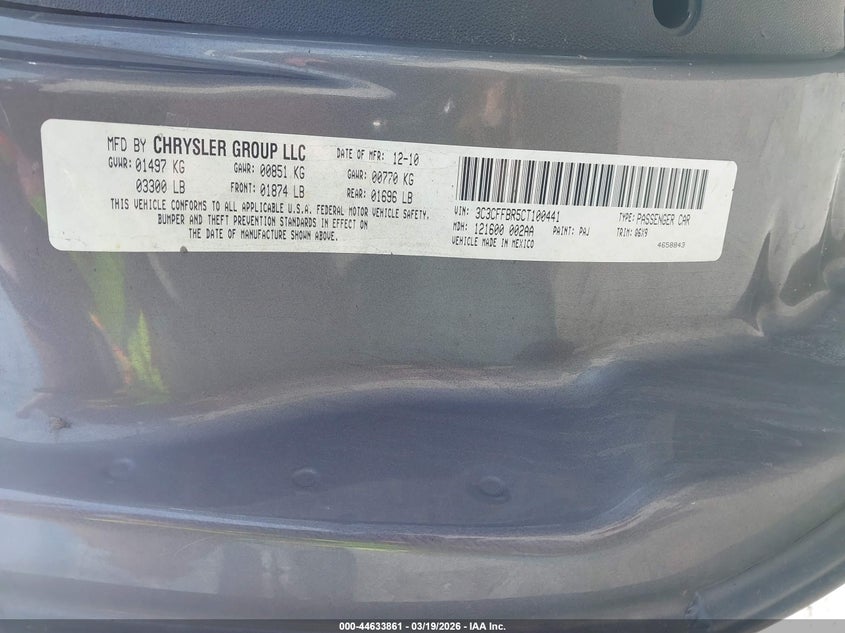 MFD BY CHRYSLER GROUP LLC DATE OF MFR: 12-10
GVWR: 01497 KG GAWR: 00851 KG GAWR: 00770 KG
03300 LB FRONT: 01874 LB REAR: 01696 LB
THIS VEHICLE CONFORMS TO ALL APPLICABLE U.S.A. FEDERAL MOTOR VEHICLE SAFETY,
BUMPER AND THEFT PREVENTION STANDARDS IN EFFECT ON
THE DATE OF MANUFACTURE SHOWN ABOVE.
VIN: 3C3CFFBR5CT100441 TYPE: PASSENGER CAR
MDH: 121600 002AA PAINT: PAJ TRIM: 06X9
VEHICLE MADE IN MEXICO 4658843
000-44633861 - 03/19/2026 - IAA Inc.